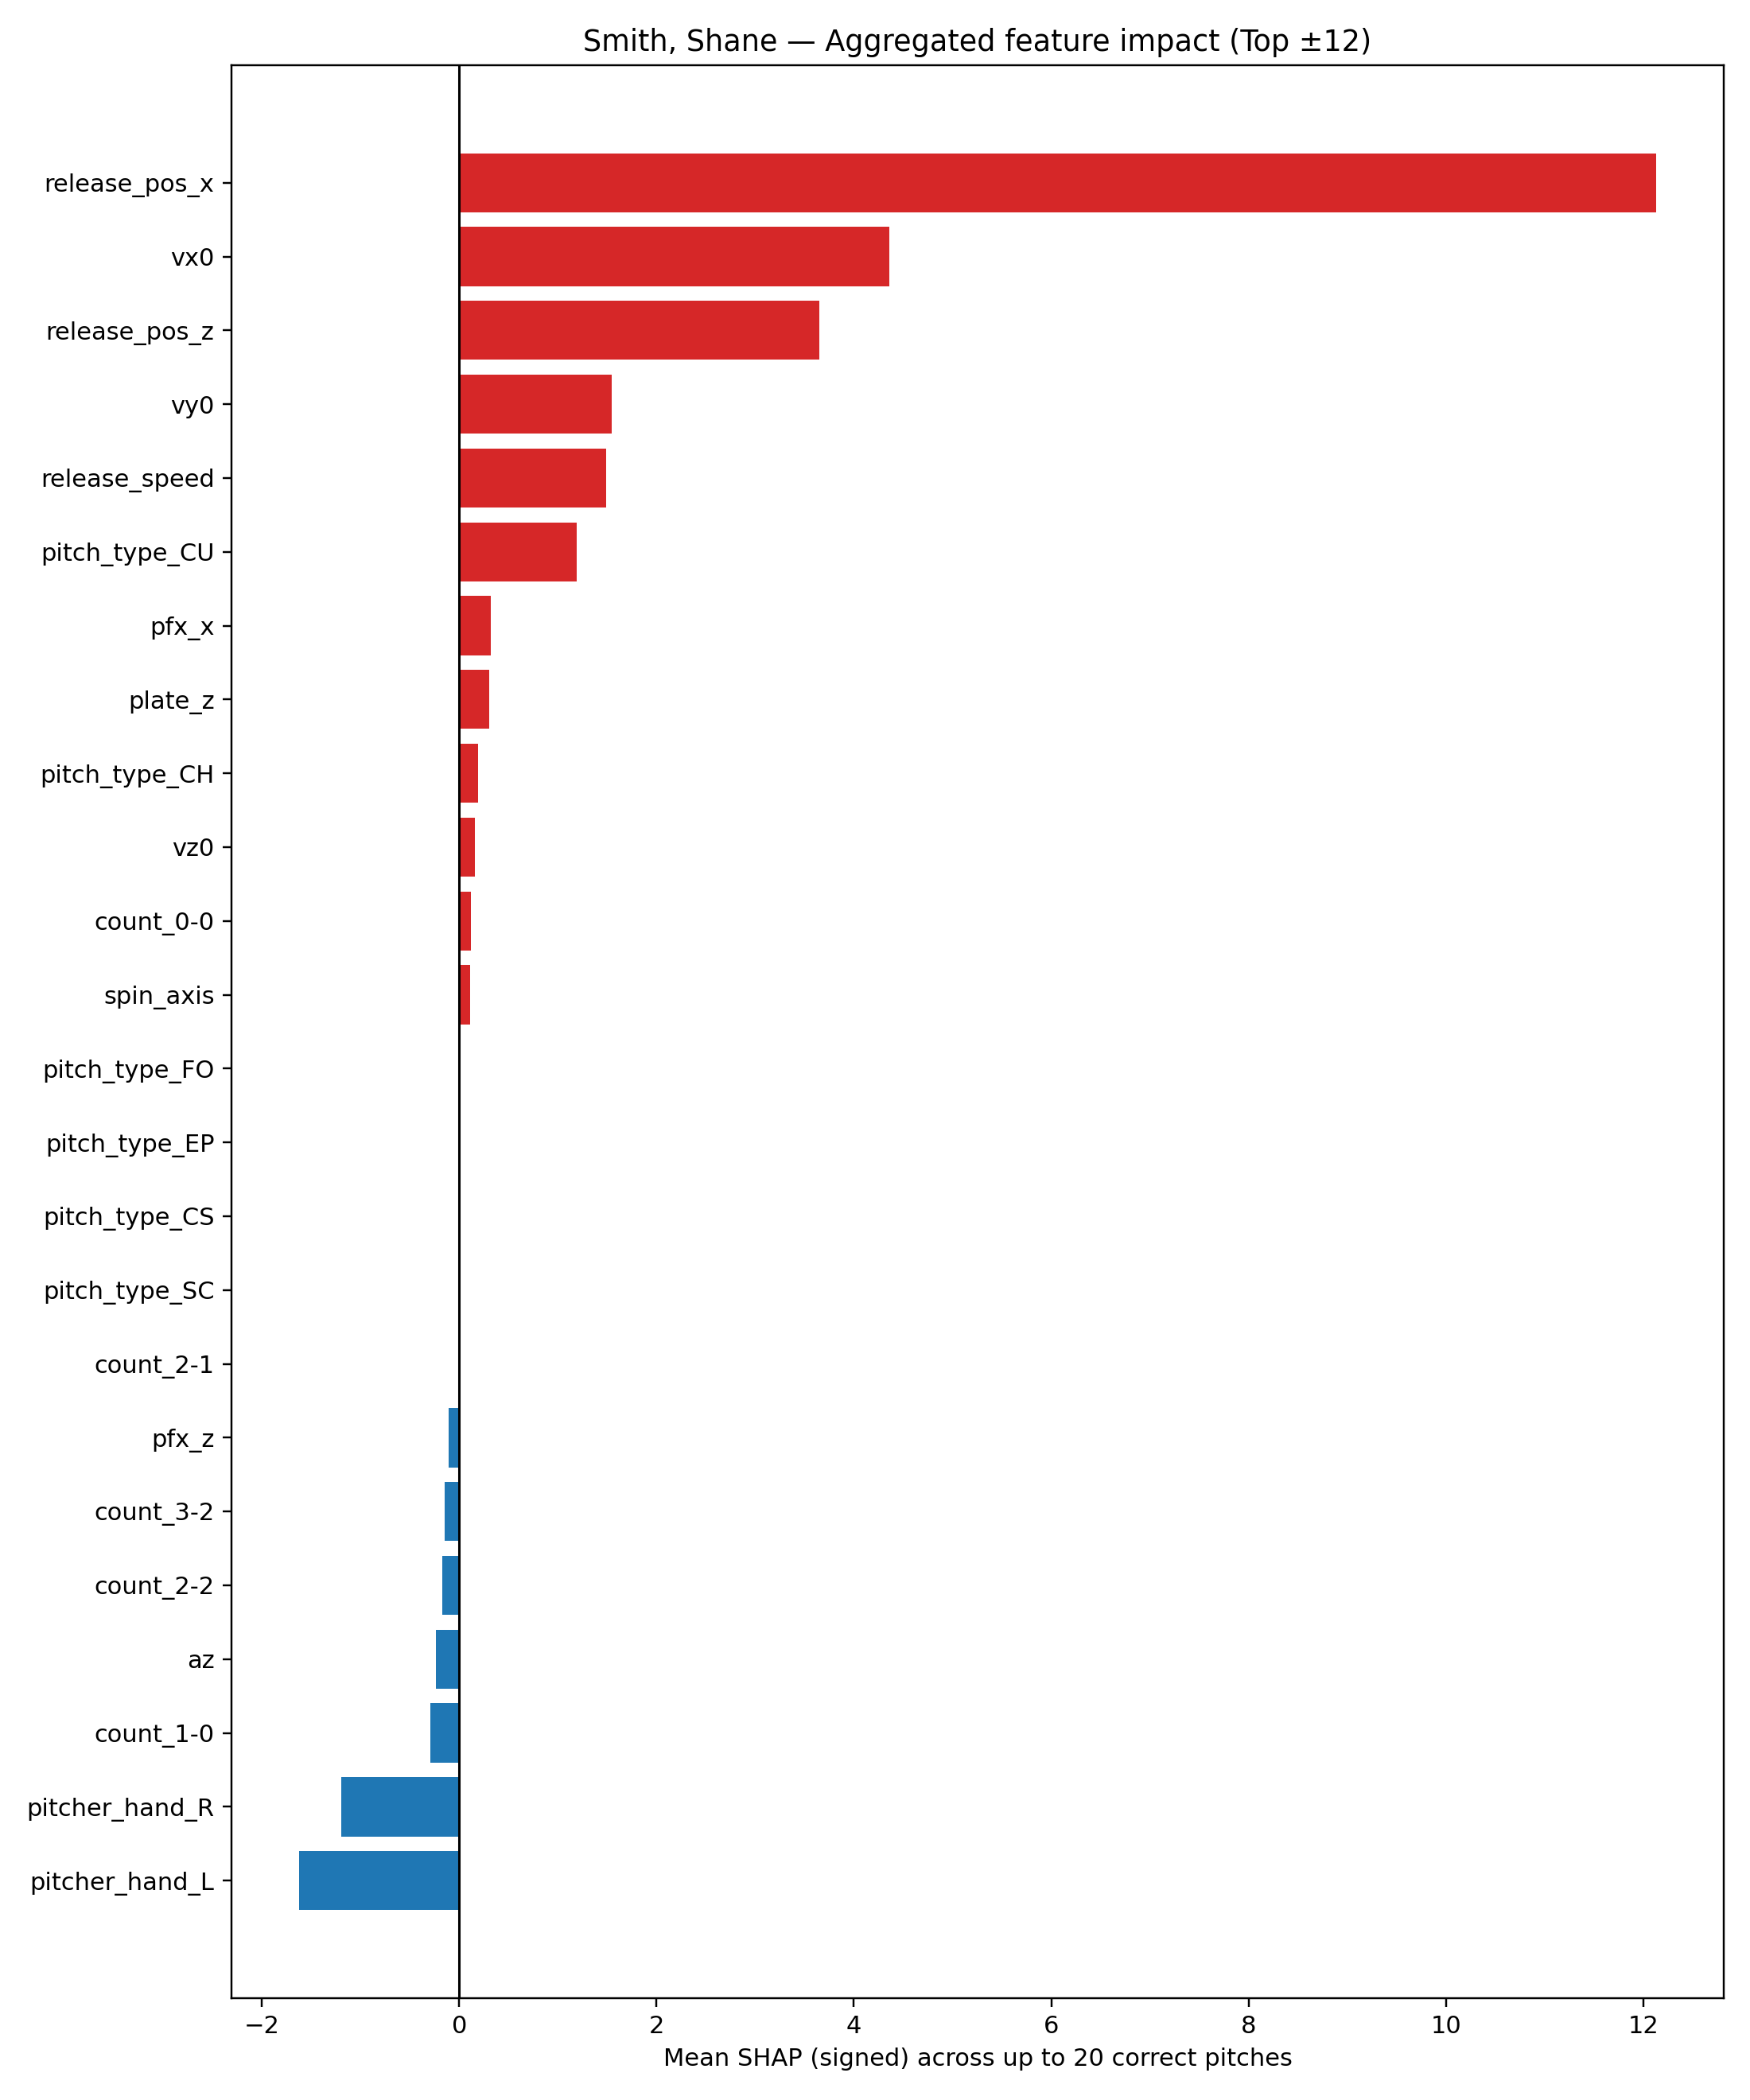 Smith, Shane — Aggregated feature impact (Top ±12)
release_pos_x
vx0
release_pos_z
vy0
release_speed
pitch_type_CU
pfx_x
plate_z
pitch_type_CH
vz0
count_0-0
spin_axis
pitch_type_FO
pitch_type_EP
pitch_type_CS
pitch_type_SC
count_2-1
pfx_z
count_3-2
count_2-2
az
count_1-0
pitcher_hand_R
pitcher_hand_L
−2 0 2 4 6 8 10 12
Mean SHAP (signed) across up to 20 correct pitches